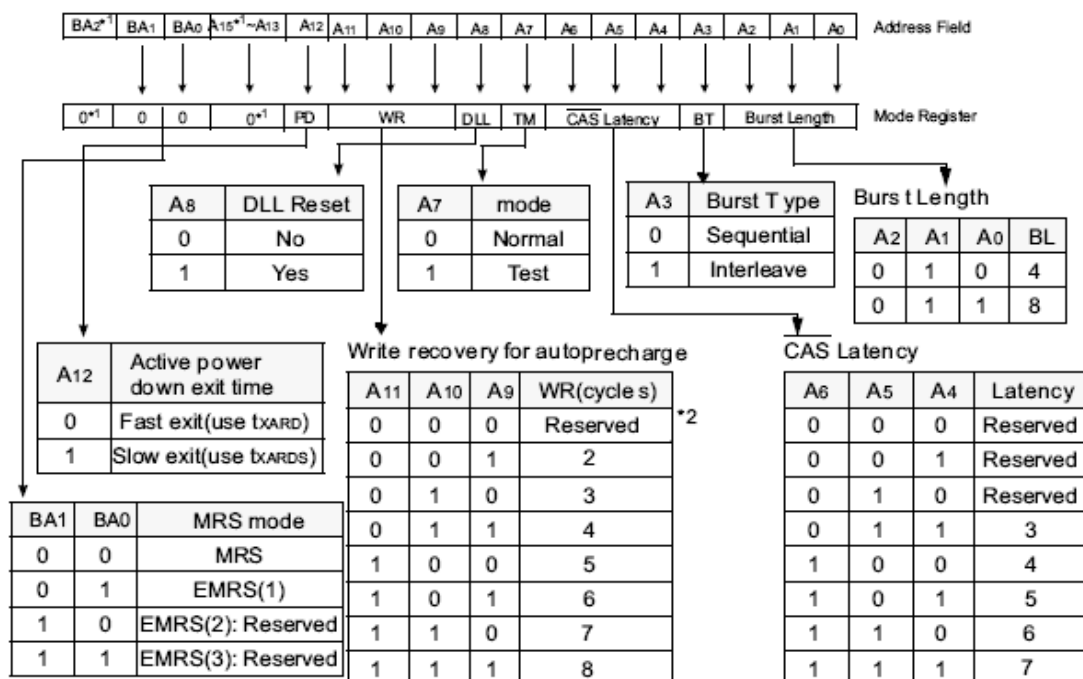 BA2*1 BA1 BA0 A15*1~A13 A12 A11 A10 A9 A8 A7 A6 A5 A4 A3 A2 A1 A0 Address Field
0*1 0 0 0*1 PD WR DLL TM CAS Latency BT Burst Length Mode Register
A8 DLL Reset
0 No
1 Yes
A7 mode
0 Normal
1 Test
A3 Burst Type
0 Sequential
1 Interleave
Burst Length
A2 A1 A0 BL
0 1 0 4
0 1 1 8
A12 Active power
down exit time
0 Fast exit(use tXARD)
1 Slow exit(use tXARDS)
Write recovery for autoprecharge
A11 A10 A9 WR(cycles)
0 0 0 Reserved *2
0 0 1 2
0 1 0 3
0 1 1 4
1 0 0 5
1 0 1 6
1 1 0 7
1 1 1 8
CAS Latency
A6 A5 A4 Latency
0 0 0 Reserved
0 0 1 Reserved
0 1 0 Reserved
0 1 1 3
1 0 0 4
1 0 1 5
1 1 0 6
1 1 1 7
BA1 BA0 MRS mode
0 0 MRS
0 1 EMRS(1)
1 0 EMRS(2): Reserved
1 1 EMRS(3): Reserved